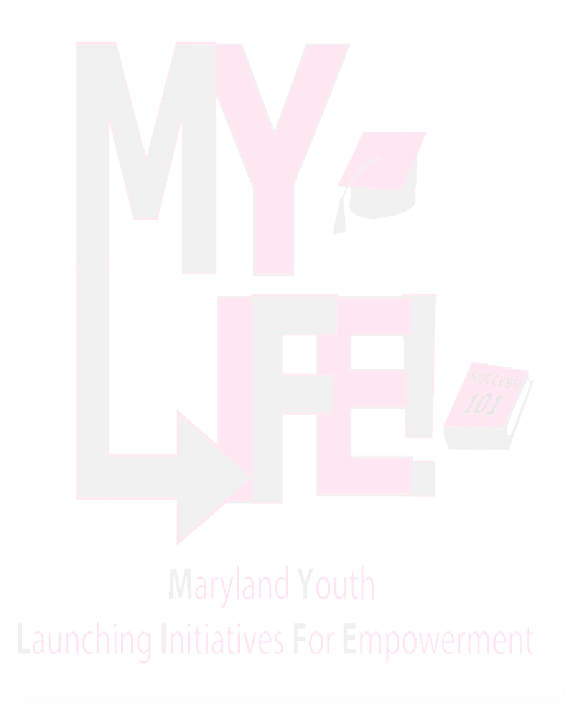 MY
LIFE!
SUCCESS
101
Maryland Youth
Launching Initiatives For Empowerment